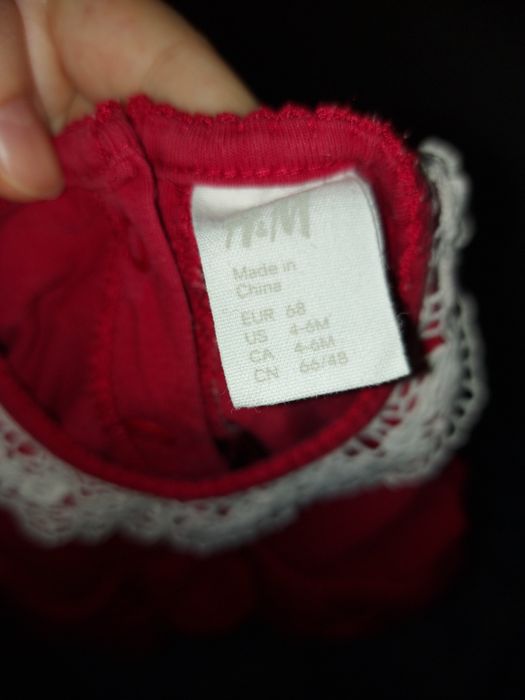 H&M
Made in
China
EUR 68
US 4-6M
CA 4-6M
CN 66/48